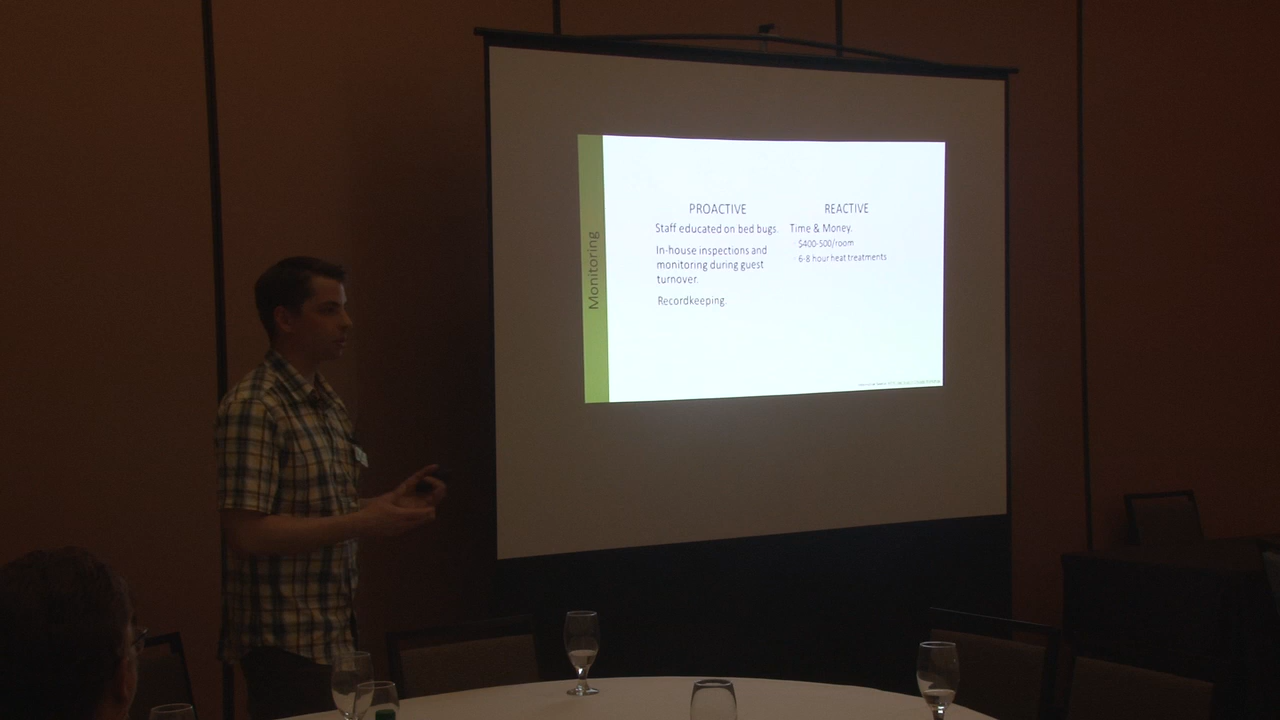 Monitoring
PROACTIVE
Staff educated on bed bugs.
In-house inspections and
monitoring during guest
turnover.
Recordkeeping.
REACTIVE
Time & Money.
$400-500/room
6-8 hour heat treatments